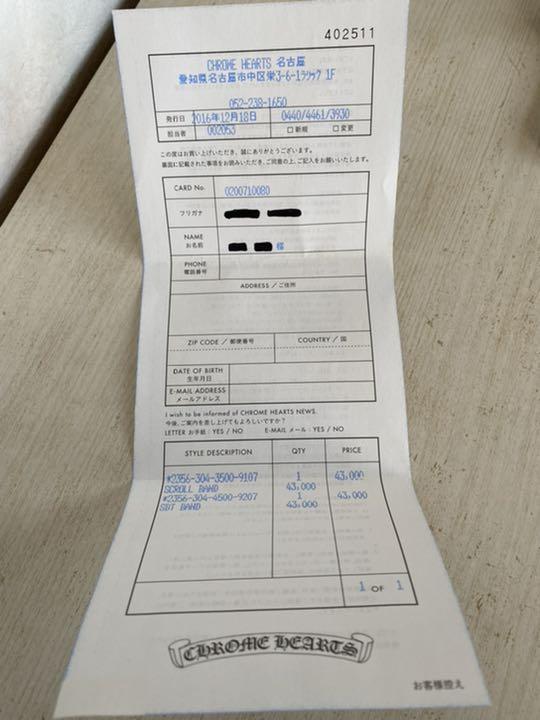 402511
CHROME HEARTS 名古屋
愛知県名古屋市中区栄3-6-1ラシック 1F
052-238-1650
発行日 2016年12月18日 0440/4461/3930
担当者 002053 □新規 □変更
この度はお買い上げいただき、誠にありがとうございます。
裏面に記載された事項をお読みいただき、ご同意の上、ご記入をお願いします。
CARD No. 0200710080
フリガナ
NAME
お名前 様
PHONE
電話番号
ADDRESS / ご住所
ZIP CODE / 郵便番号 COUNTRY / 国
DATE OF BIRTH
生年月日
E-MAIL ADDRESS
メールアドレス
I wish to be informed of CHROME HEARTS NEWS.
今後、ご案内を差し上げてもよろしいですか?
LETTER お手紙 : YES / NO E-MAIL メール : YES / NO
STYLE DESCRIPTION QTY PRICE
*2356-304-3500-9107 1 43,000
SCROLL BAND 43,000
*2356-304-4500-9207 1 43,000
SBT BAND 43,000
1 OF 1
CHROME HEARTS
お客様控え